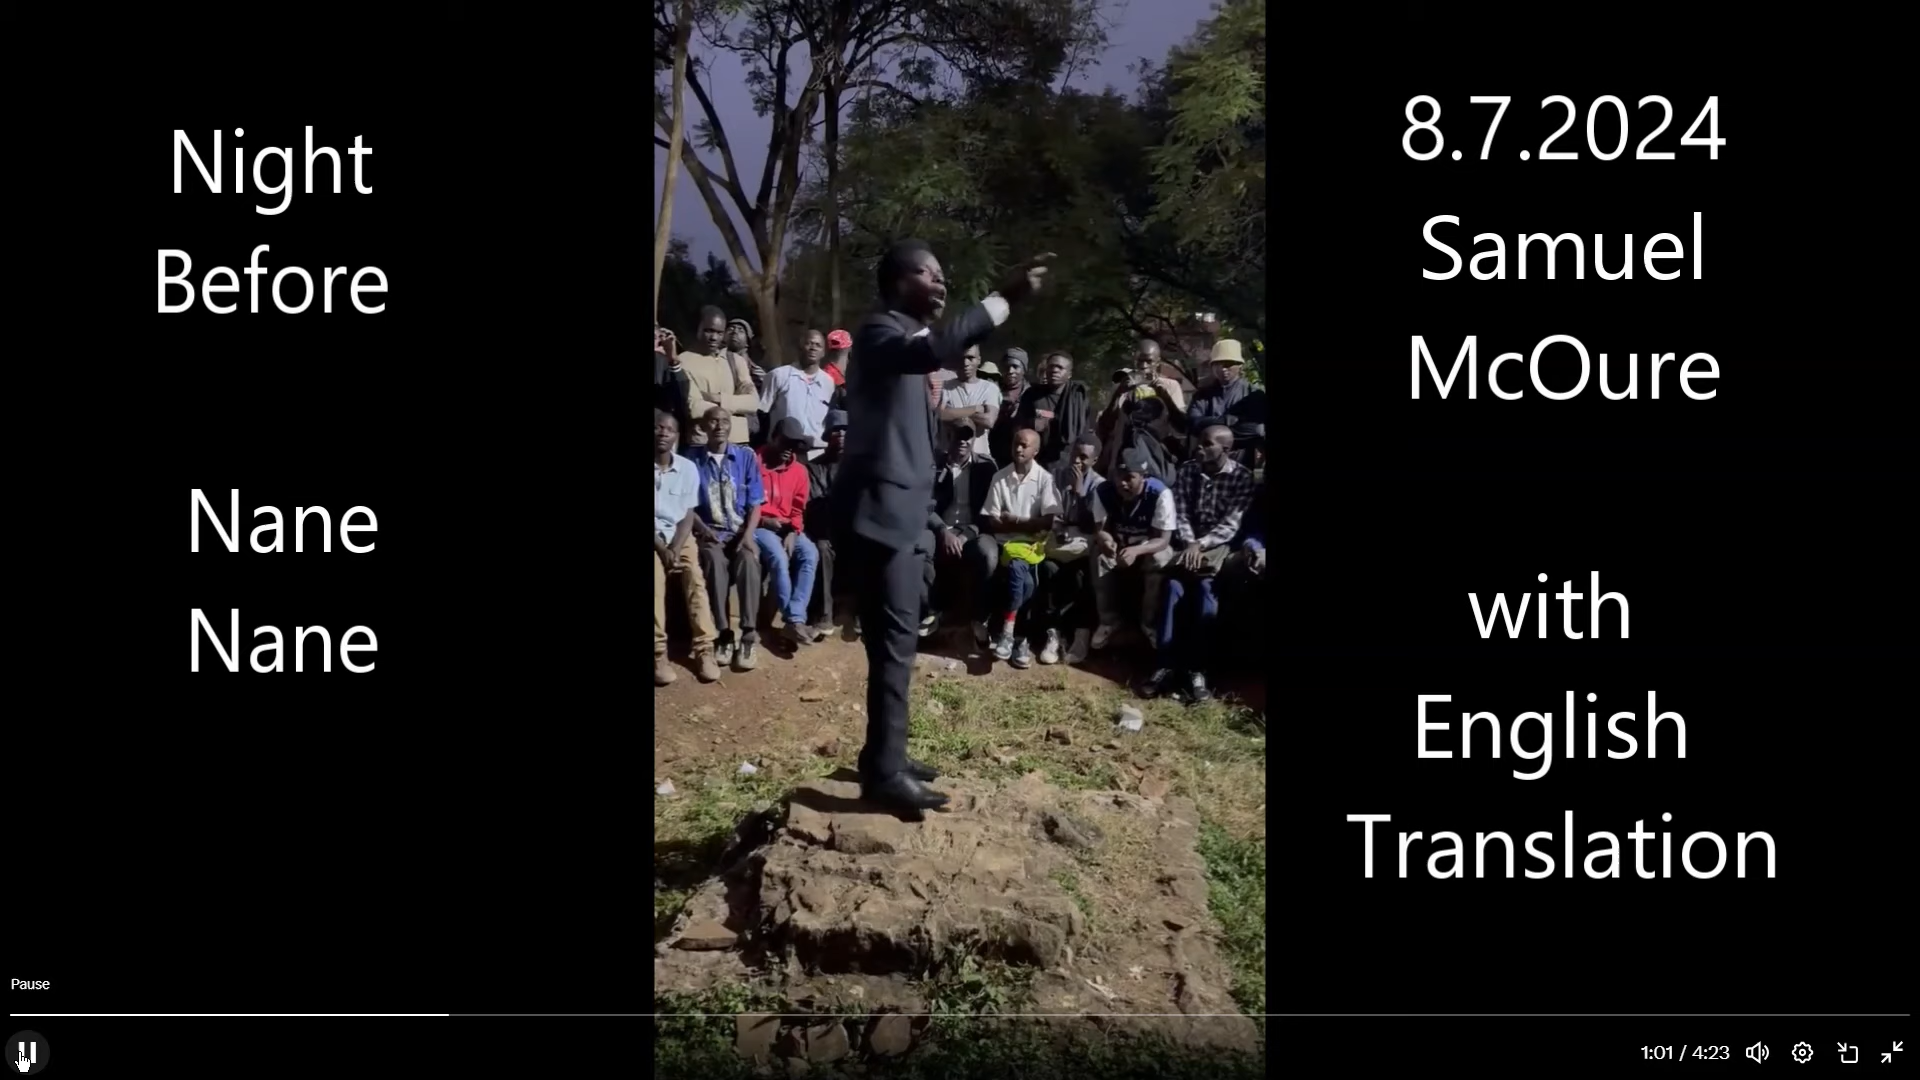 Night
Before
Nane
Nane
8.7.2024
Samuel
McOure
with
English
Translation
Pause
1:01 / 4:23